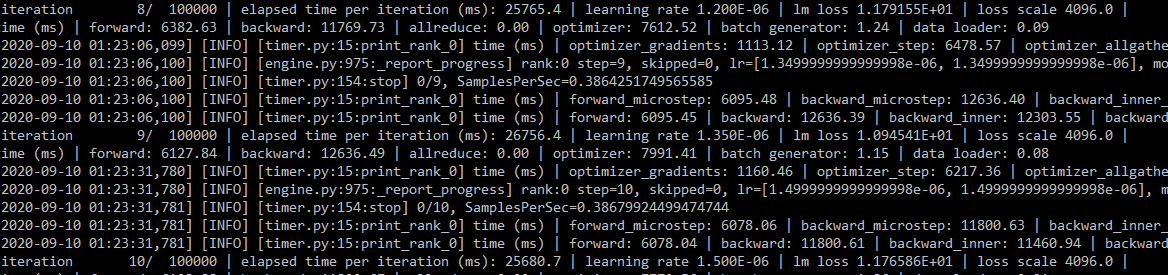 iteration 8/ 100000 | elapsed time per iteration (ms): 25765.4 | learning rate 1.200E-06 | lm loss 1.179155E+01 | loss scale 4096.0 |
ime (ms) | forward: 6382.63 | backward: 11769.73 | allreduce: 0.00 | optimizer: 7612.52 | batch generator: 1.24 | data loader: 0.09
2020-09-10 01:23:06,099] [INFO] [timer.py:15:print_rank_0] time (ms) | optimizer_gradients: 1113.12 | optimizer_step: 6478.57 | optimizer_allgathe
2020-09-10 01:23:06,100] [INFO] [engine.py:975:_report_progress] rank:0 step=9, skipped=0, lr=[1.3499999999999998e-06, 1.3499999999999998e-06], mo
2020-09-10 01:23:06,100] [INFO] [timer.py:154:stop] 0/9, SamplesPerSec=0.3864251749565585
2020-09-10 01:23:06,100] [INFO] [timer.py:15:print_rank_0] time (ms) | forward_microstep: 6095.48 | backward_microstep: 12636.40 | backward_inner_
2020-09-10 01:23:06,100] [INFO] [timer.py:15:print_rank_0] time (ms) | forward: 6095.45 | backward: 12636.39 | backward_inner: 12303.55 | backward
iteration 9/ 100000 | elapsed time per iteration (ms): 26756.4 | learning rate 1.350E-06 | lm loss 1.094541E+01 | loss scale 4096.0 |
ime (ms) | forward: 6127.84 | backward: 12636.49 | allreduce: 0.00 | optimizer: 7991.41 | batch generator: 1.15 | data loader: 0.08
2020-09-10 01:23:31,780] [INFO] [timer.py:15:print_rank_0] time (ms) | optimizer_gradients: 1160.46 | optimizer_step: 6217.36 | optimizer_allgathe
2020-09-10 01:23:31,780] [INFO] [engine.py:975:_report_progress] rank:0 step=10, skipped=0, lr=[1.4999999999999998e-06, 1.4999999999999998e-06], m
2020-09-10 01:23:31,781] [INFO] [timer.py:154:stop] 0/10, SamplesPerSec=0.38679924499474744
2020-09-10 01:23:31,781] [INFO] [timer.py:15:print_rank_0] time (ms) | forward_microstep: 6078.06 | backward_microstep: 11800.63 | backward_inner_
2020-09-10 01:23:31,781] [INFO] [timer.py:15:print_rank_0] time (ms) | forward: 6078.04 | backward: 11800.61 | backward_inner: 11460.94 | backward
iteration 10/ 100000 | elapsed time per iteration (ms): 25680.7 | learning rate 1.500E-06 | lm loss 1.176586E+01 | loss scale 4096.0 |